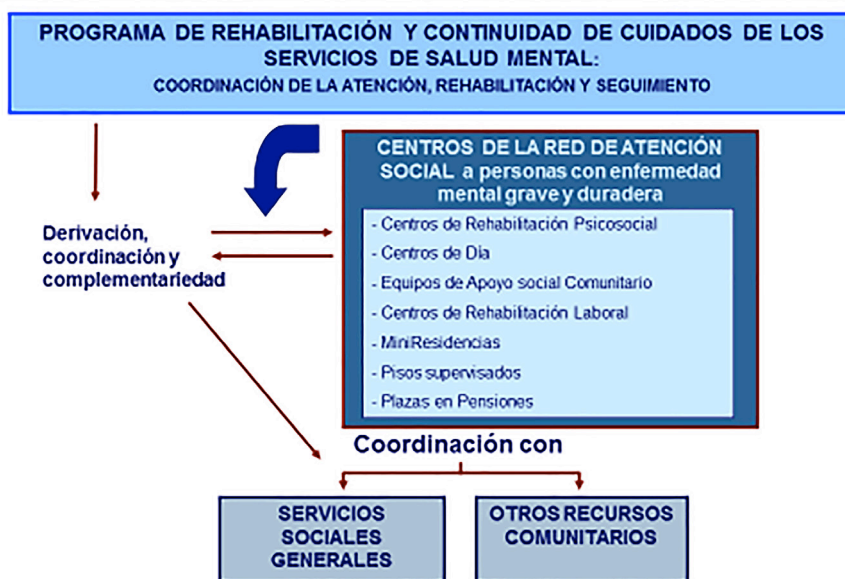 PROGRAMA DE REHABILITACIÓN Y CONTINUIDAD DE CUIDADOS DE LOS
SERVICIOS DE SALUD MENTAL:
COORDINACIÓN DE LA ATENCIÓN, REHABILITACIÓN Y SEGUIMIENTO
CENTROS DE LA RED DE ATENCIÓN
SOCIAL a personas con enfermedad
mental grave y duradera
- Centros de Rehabilitación Psicosocial
- Centros de Día
- Equipos de Apoyo social Comunitario
- Centros de Rehabilitación Laboral
- MiniResidencias
- Pisos supervisados
- Plazas en Pensiones
Derivación,
coordinación y
complementariedad
Coordinación con
SERVICIOS
SOCIALES
GENERALES
OTROS RECURSOS
COMUNITARIOS